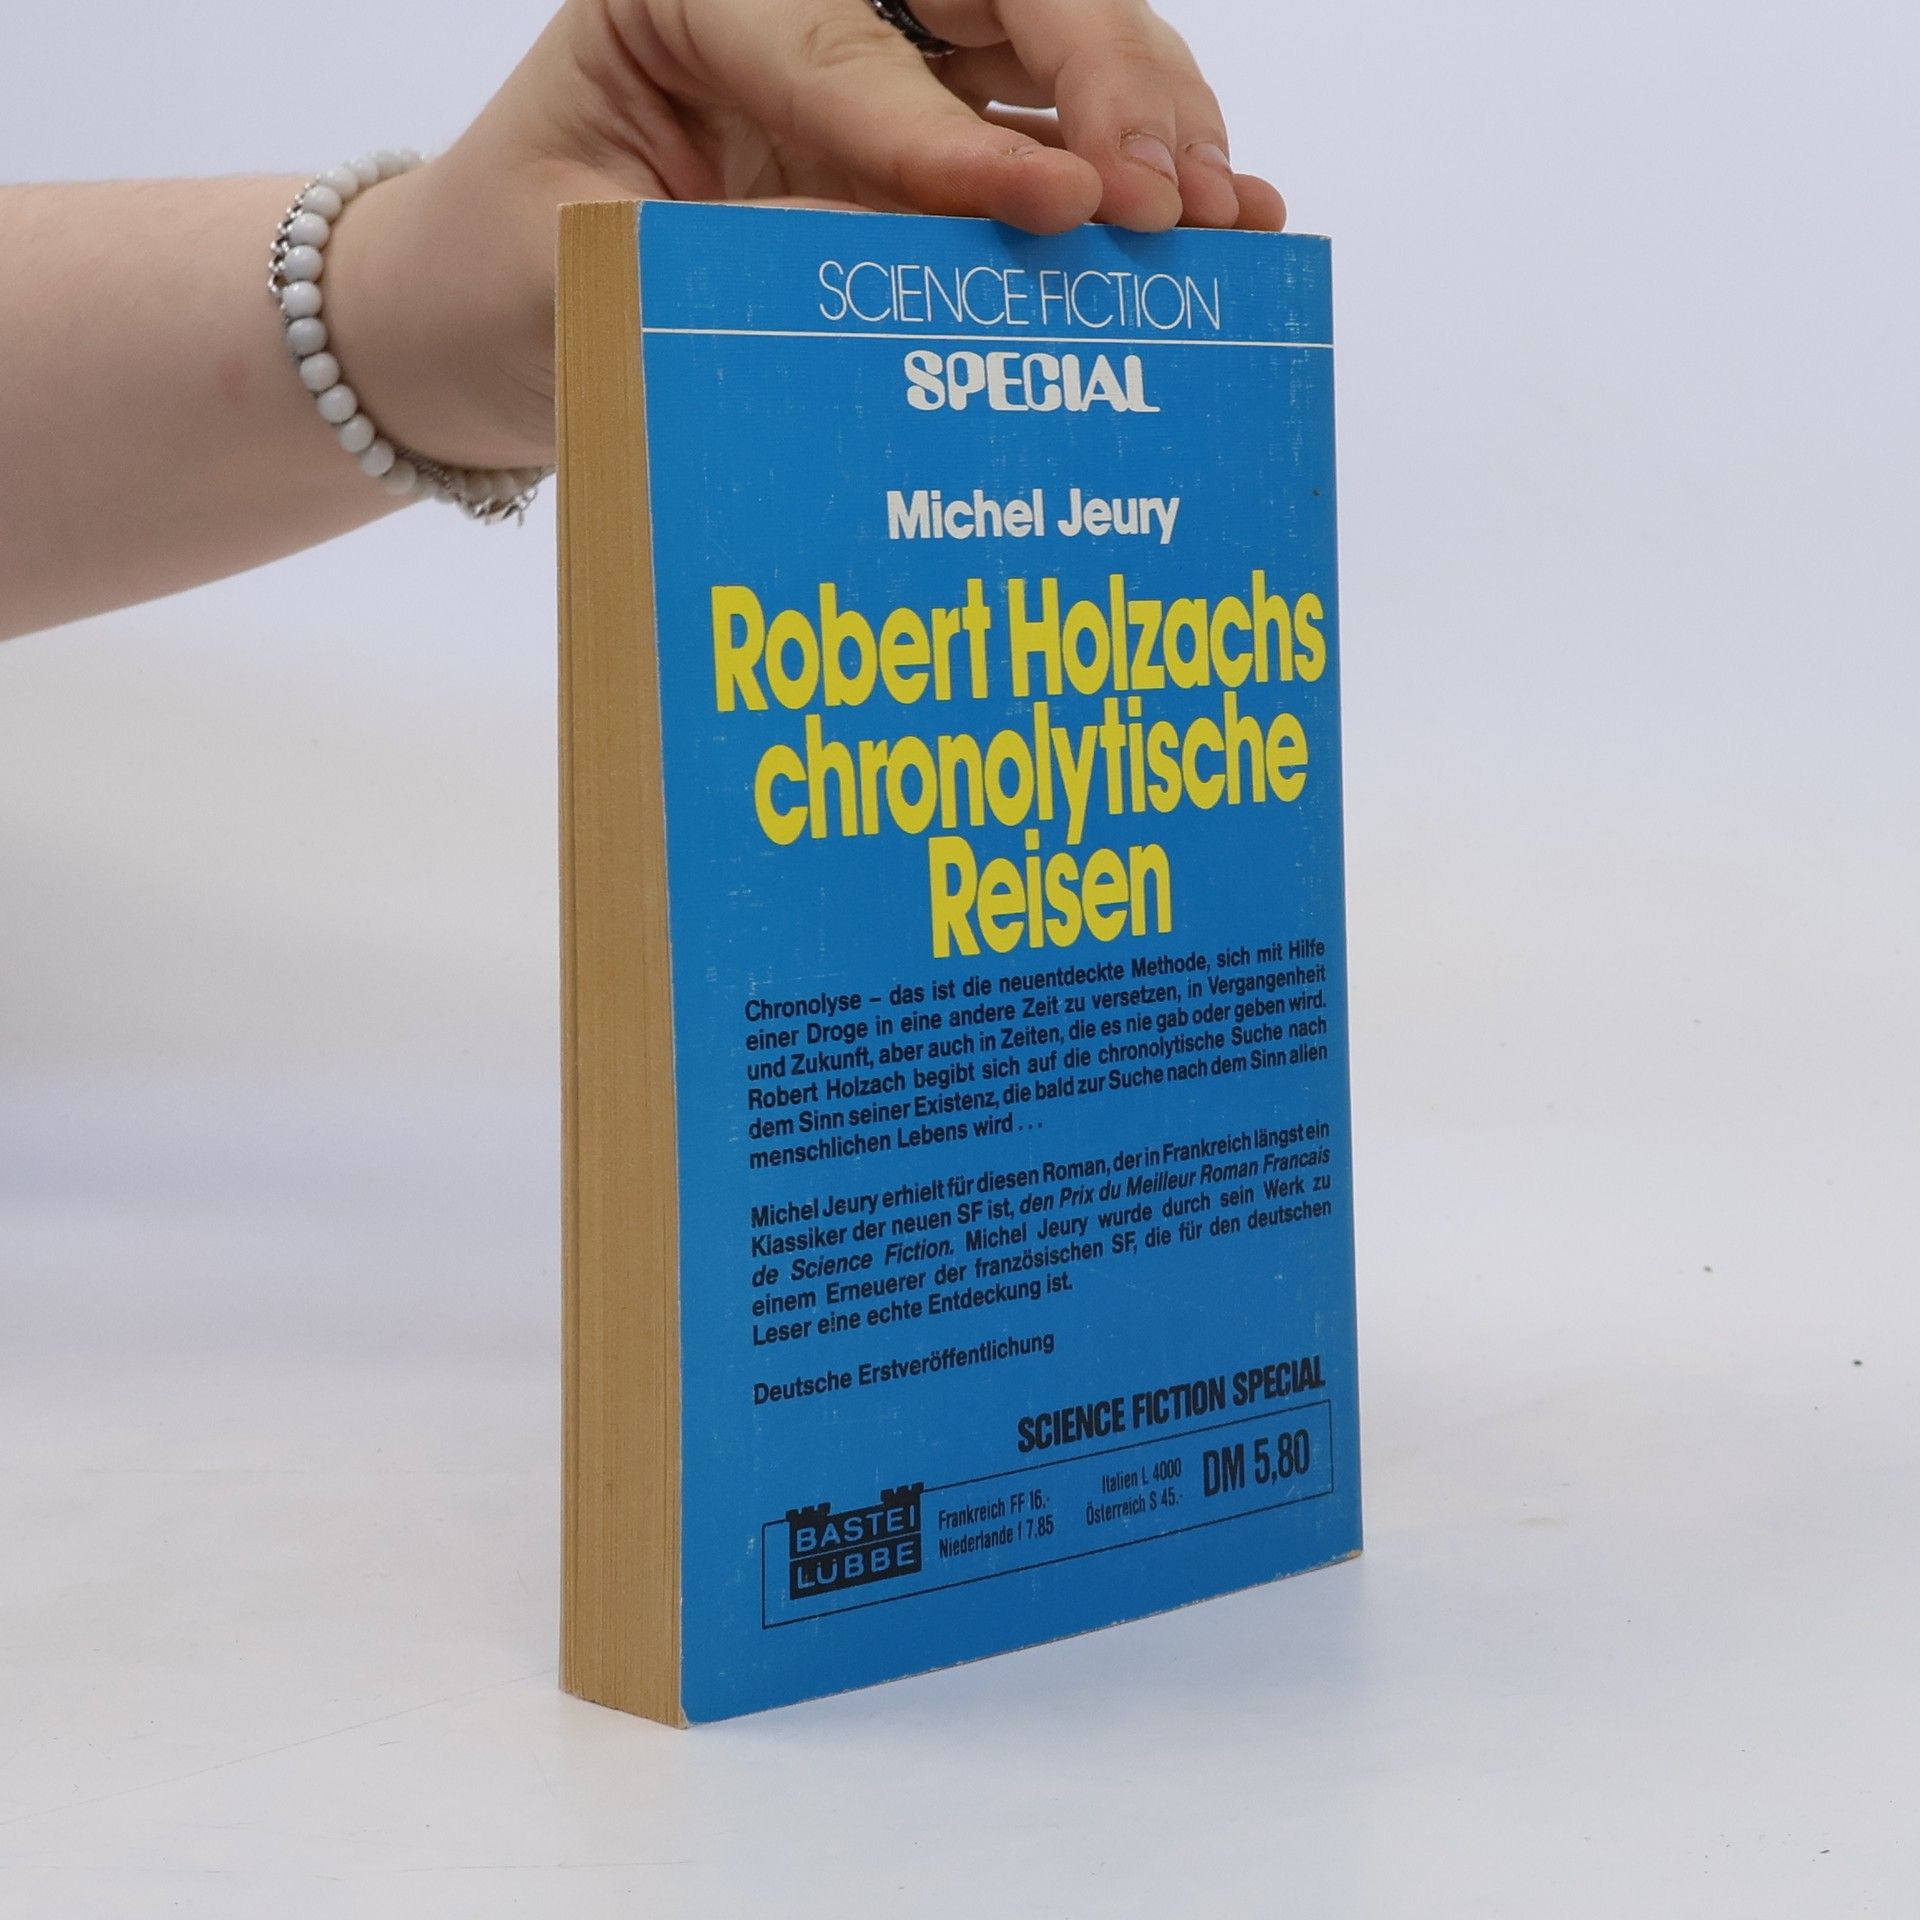 SCIENCE FICTION
SPECIAL
Michel Jeury
Robert Holzachs
chronolytische
Reisen
Chronolyse – das ist die neuentdeckte Methode, sich mit Hilfe
einer Droge in eine andere Zeit zu versetzen, in Vergangenheit
und Zukunft, aber auch in Zeiten, die es nie gab oder geben wird.
Robert Holzach begibt sich auf die chronolytische Suche nach
dem Sinn seiner Existenz, die bald zur Suche nach dem Sinn allen
menschlichen Lebens wird ...
Michel Jeury erhielt für diesen Roman, der in Frankreich längst ein
Klassiker der neuen SF ist, den Prix du Meilleur Roman Francais
de Science Fiction. Michel Jeury wurde durch sein Werk zu
einem Erneuerer der französischen SF, die für den deutschen
Leser eine echte Entdeckung ist.
Deutsche Erstveröffentlichung
SCIENCE FICTION SPECIAL
BASTEI
LÜBBE
Frankreich FF 16.-
Niederlande f 7.85
Italien L 4000
Österreich S 45.-
DM 5,80